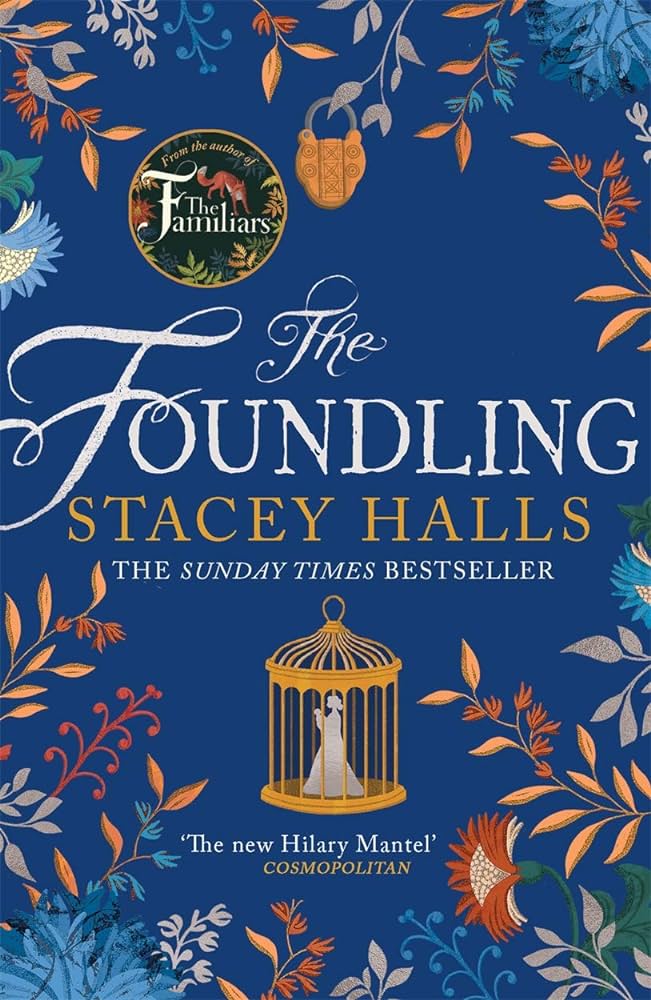 From the author of
The
Familiars
The
FOUNDLING
STACEY HALLS
THE SUNDAY TIMES BESTSELLER
'The new Hilary Mantel'
COSMOPOLITAN